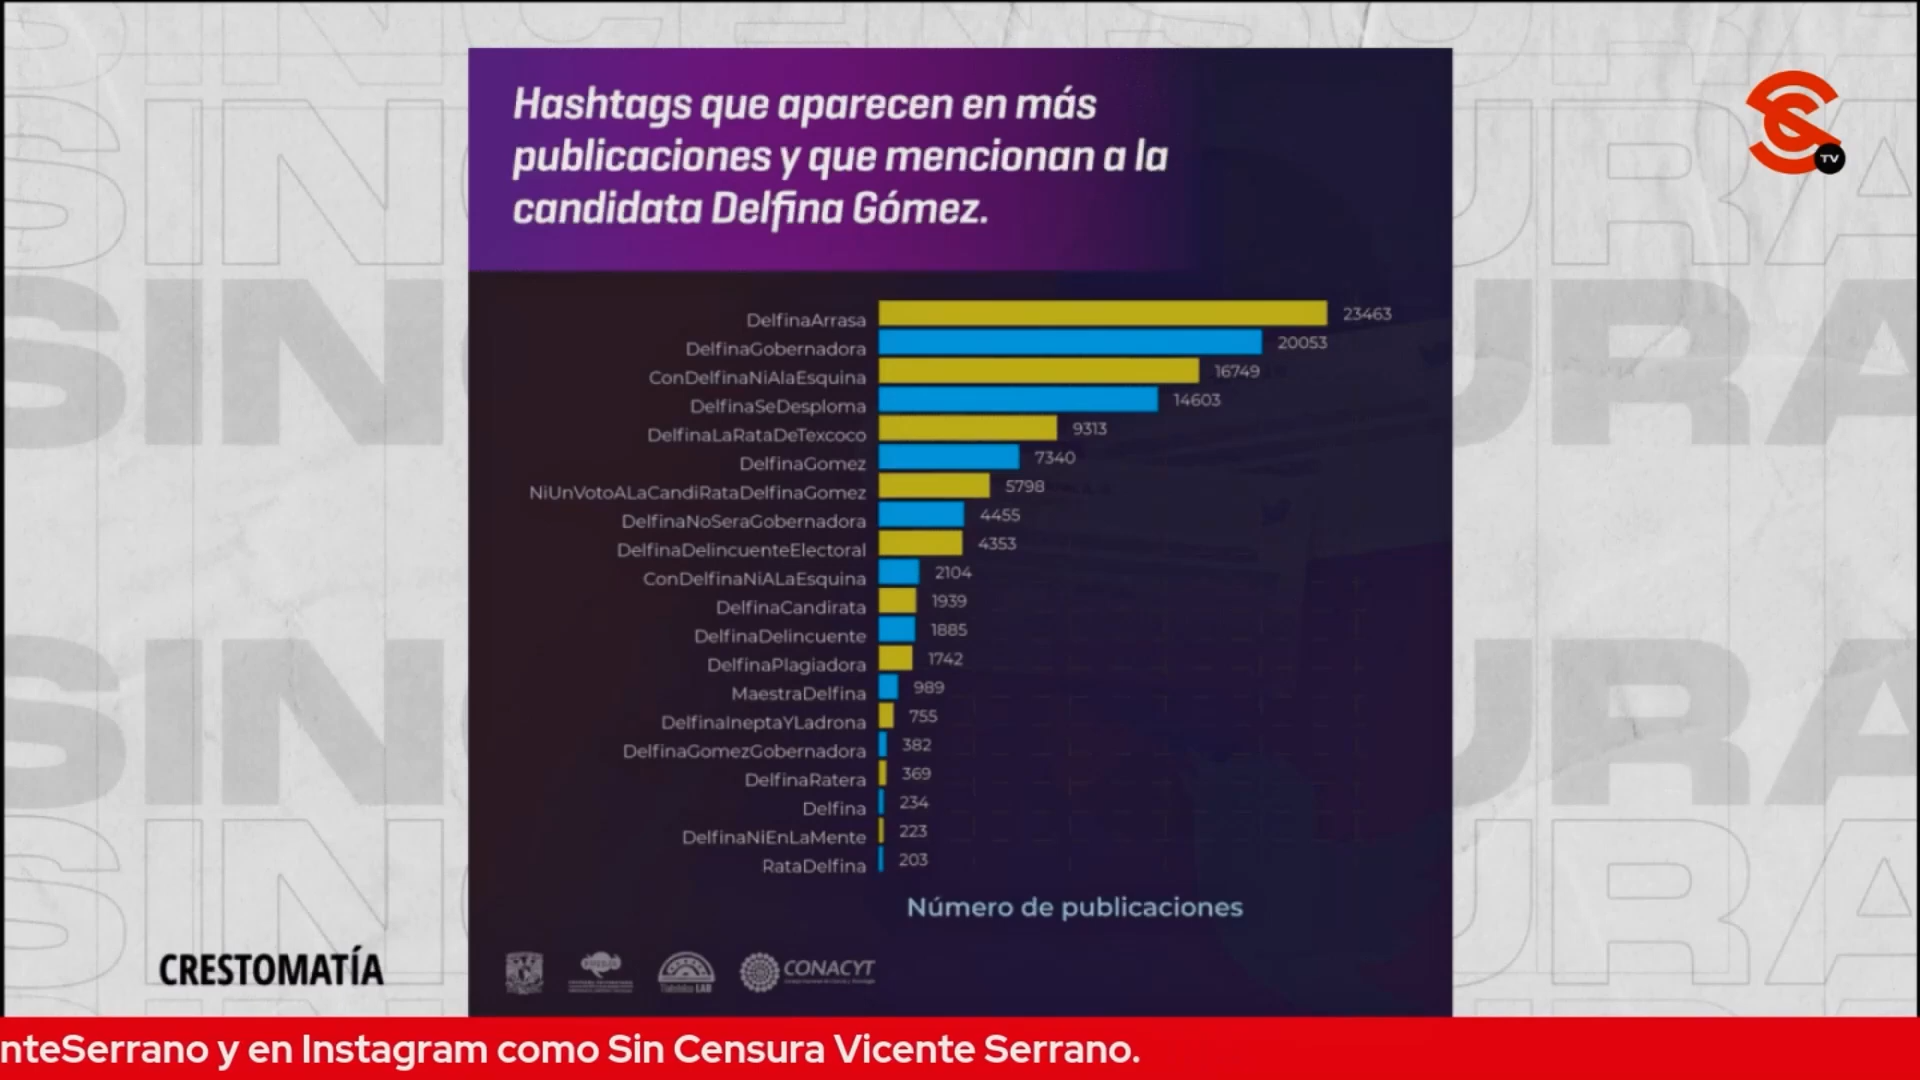 Hashtags que aparecen en más
publicaciones y que mencionan a la
candidata Delfina Gómez.
TV
DelfinaArrasa 23463
DelfinaGobernadora 20053
ConDelfinaNiAlaEsquina 16749
DelfinaSeDesploma 14603
DelfinaLaRataDeTexcoco 9313
DelfinaGomez 7340
NiUnVotoALaCandiRataDelfinaGomez 5798
DelfinaNoSeraGobernadora 4455
DelfinaDelincuenteElectoral 4353
ConDelfinaNiALaEsquina 2104
DelfinaCandirata 1939
DelfinaDelincuente 1885
DelfinaPlagiadora 1742
MaestraDelfina 989
DelfinaIneptaYLadrona 755
DelfinaGomezGobernadora 382
DelfinaRatera 369
Delfina 234
DelfinaNiEnLaMente 223
RataDelfina 203
Número de publicaciones
CONACYT
CRESTOMATÍA
nteSerrano y en Instagram como Sin Censura Vicente Serrano.